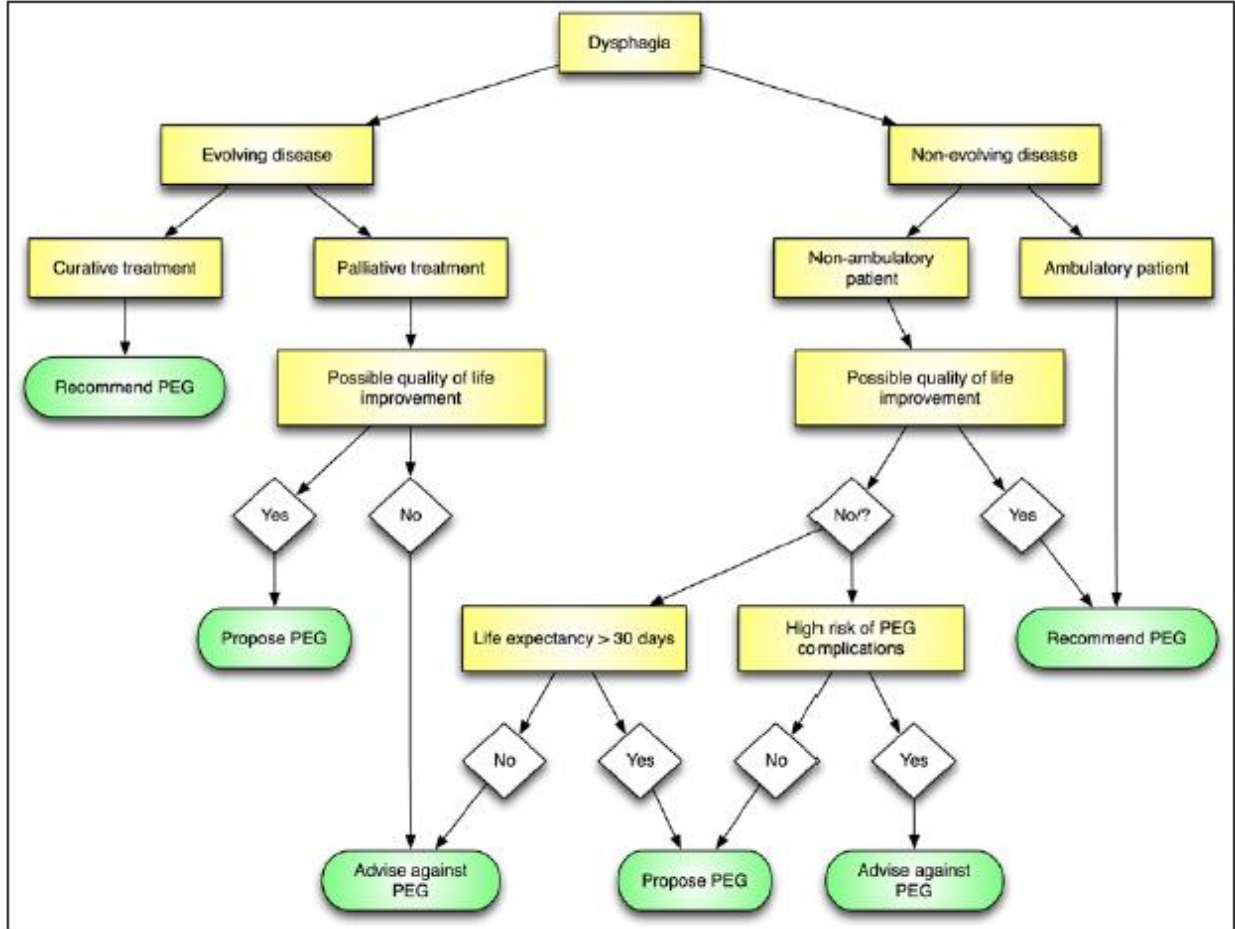 Dysphagia
Evolving disease
Non-evolving disease
Curative treatment
Palliative treatment
Non-ambulatory
patient
Ambulatory patient
Recommend PEG
Possible quality of life
improvement
Possible quality of life
improvement
Yes
No
No/?
Yes
Propose PEG
Life expectancy > 30 days
High risk of PEG
complications
Recommend PEG
No
Yes
No
Yes
Advise against
PEG
Propose PEG
Advise against
PEG